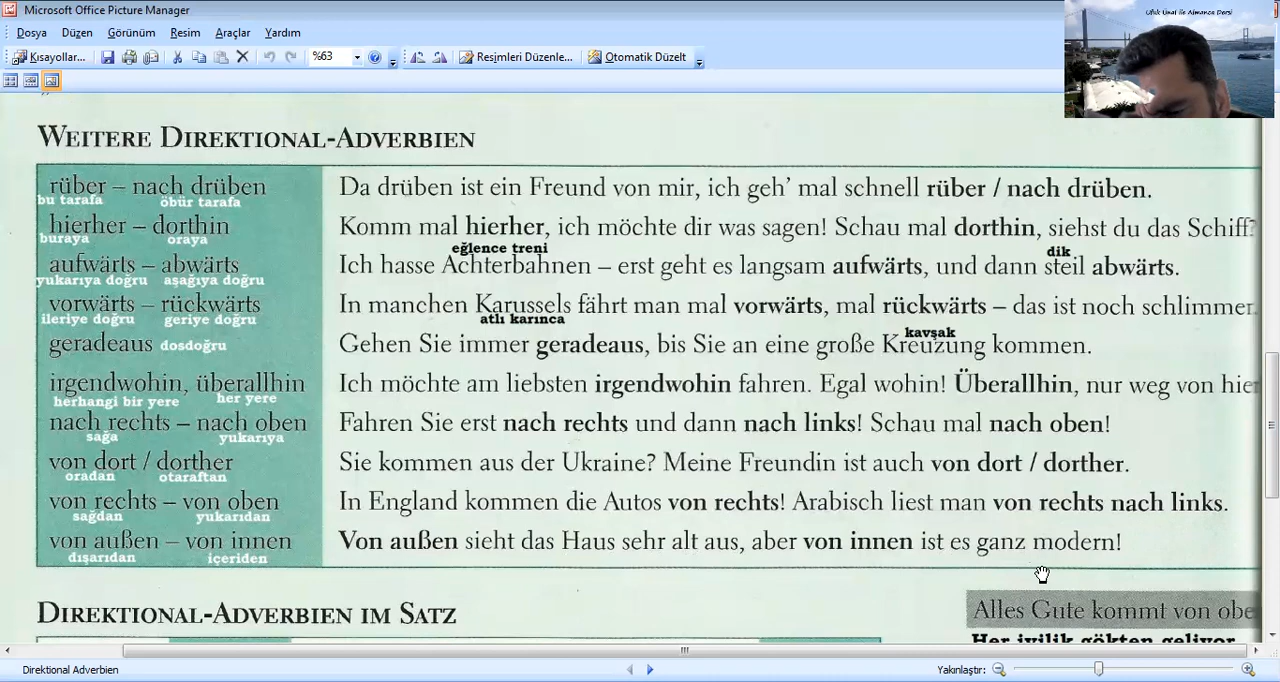 Microsoft Office Picture Manager
Dosya Düzen Görünüm Resim Araçlar Yardım
Kısayollar... %63 Resimleri Düzenle... Otomatik Düzelt
Ufuk Ünal ile Almanca Dersi
WEITERE DIREKTIONAL-ADVERBIEN
rüber – nach drüben Da drüben ist ein Freund von mir, ich geh' mal schnell rüber / nach drüben.
bu tarafa öbür tarafa
hierher – dorthin Komm mal hierher, ich möchte dir was sagen! Schau mal dorthin, siehst du das Schiff?
buraya oraya
eğlence treni dik
aufwärts – abwärts Ich hasse Achterbahnen – erst geht es langsam aufwärts, und dann steil abwärts.
yukarıya doğru aşağıya doğru
vorwärts – rückwärts In manchen Karussels fährt man mal vorwärts, mal rückwärts – das ist noch schlimmer
ileriye doğru geriye doğru atlı karınca
kavşak
geradeaus dosdoğru Gehen Sie immer geradeaus, bis Sie an eine große Kreuzung kommen.
irgendwohin, überallhin Ich möchte am liebsten irgendwohin fahren. Egal wohin! Überallhin, nur weg von hier
herhangi bir yere her yere
nach rechts – nach oben Fahren Sie erst nach rechts und dann nach links! Schau mal nach oben!
sağa yukarıya
von dort / dorther Sie kommen aus der Ukraine? Meine Freundin ist auch von dort / dorther.
oradan otaraftan
von rechts – von oben In England kommen die Autos von rechts! Arabisch liest man von rechts nach links.
sağdan yukarıdan
von außen – von innen Von außen sieht das Haus sehr alt aus, aber von innen ist es ganz modern!
dışarıdan içeriden
DIREKTIONAL-ADVERBIEN IM SATZ
Alles Gute kommt von obe
Her iyilik gökten geliyor
Direktional Adverbien Yakınlaştır: